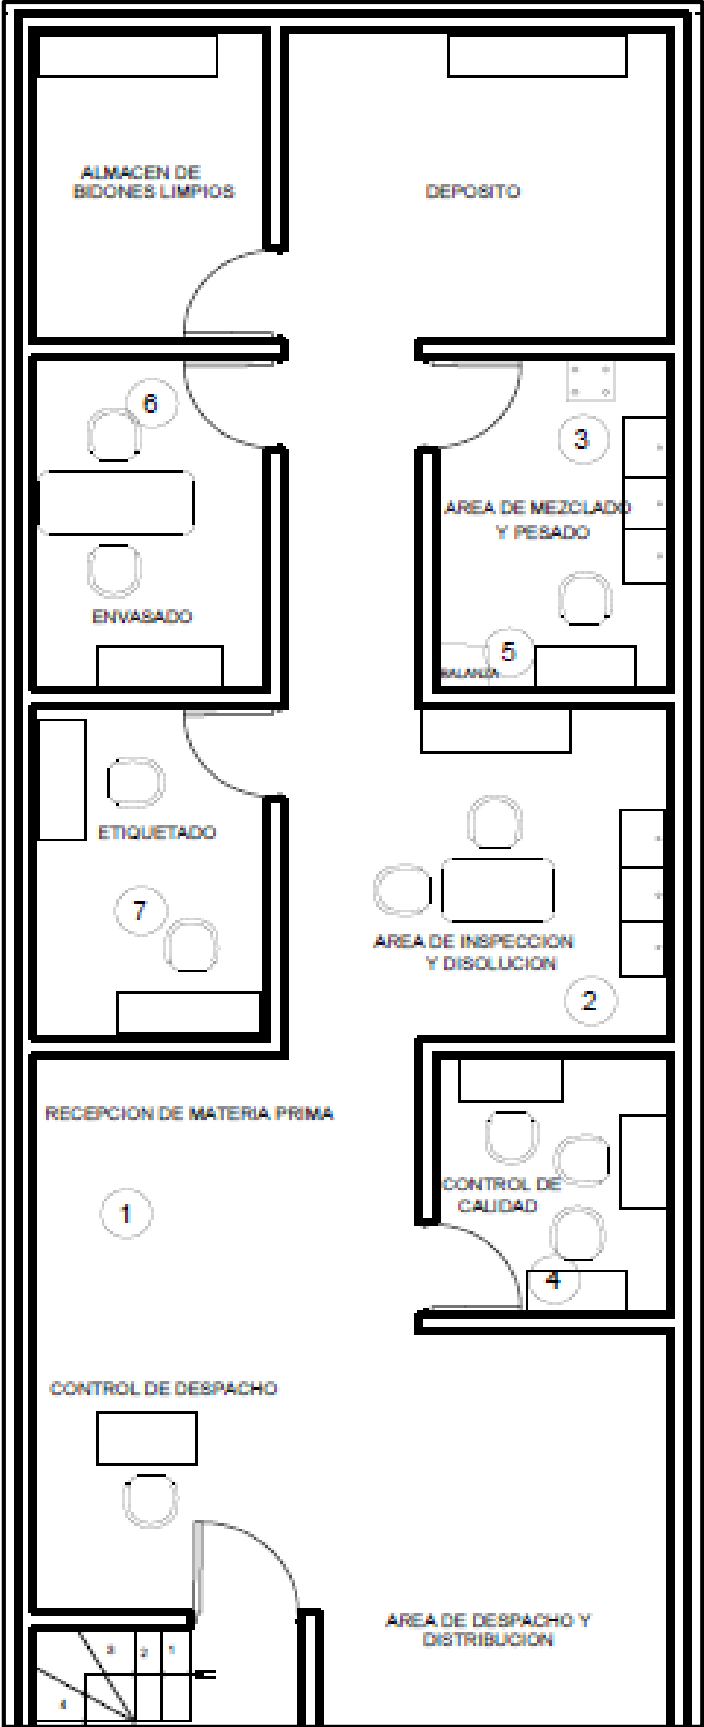 ALMACEN DE
BIDONES LIMPIOS
DEPOSITO
6
3
AREA DE MEZCLADO
Y PESADO
ENVASADO
5
BALANZA
ETIQUETADO
7
AREA DE INSPECCION
Y DISOLUCION
2
RECEPCION DE MATERIA PRIMA
1
CONTROL DE
CALIDAD
4
CONTROL DE DESPACHO
AREA DE DESPACHO Y
DISTRIBUCION
3
2
1
4